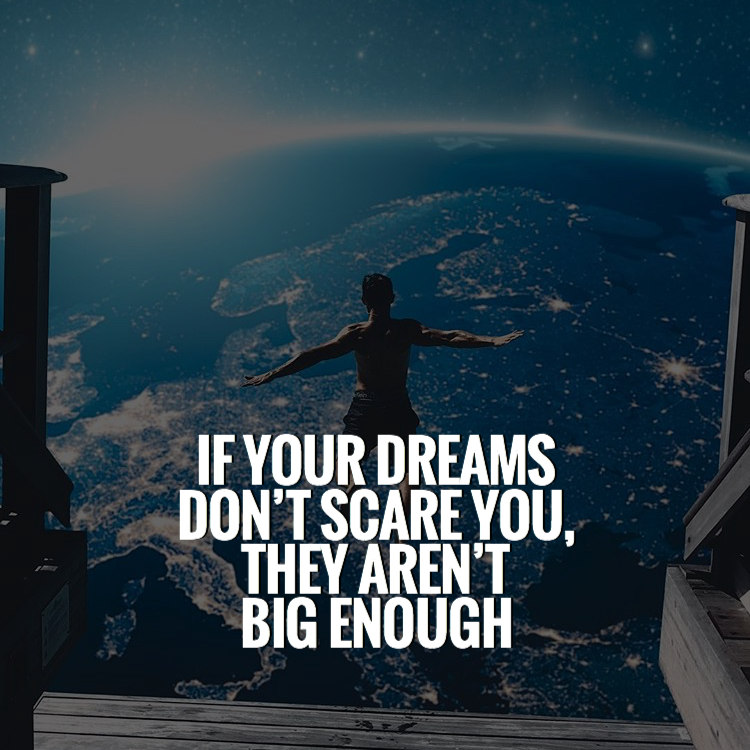 IF YOUR DREAMS
DON’T SCARE YOU,
THEY AREN’T
BIG ENOUGH